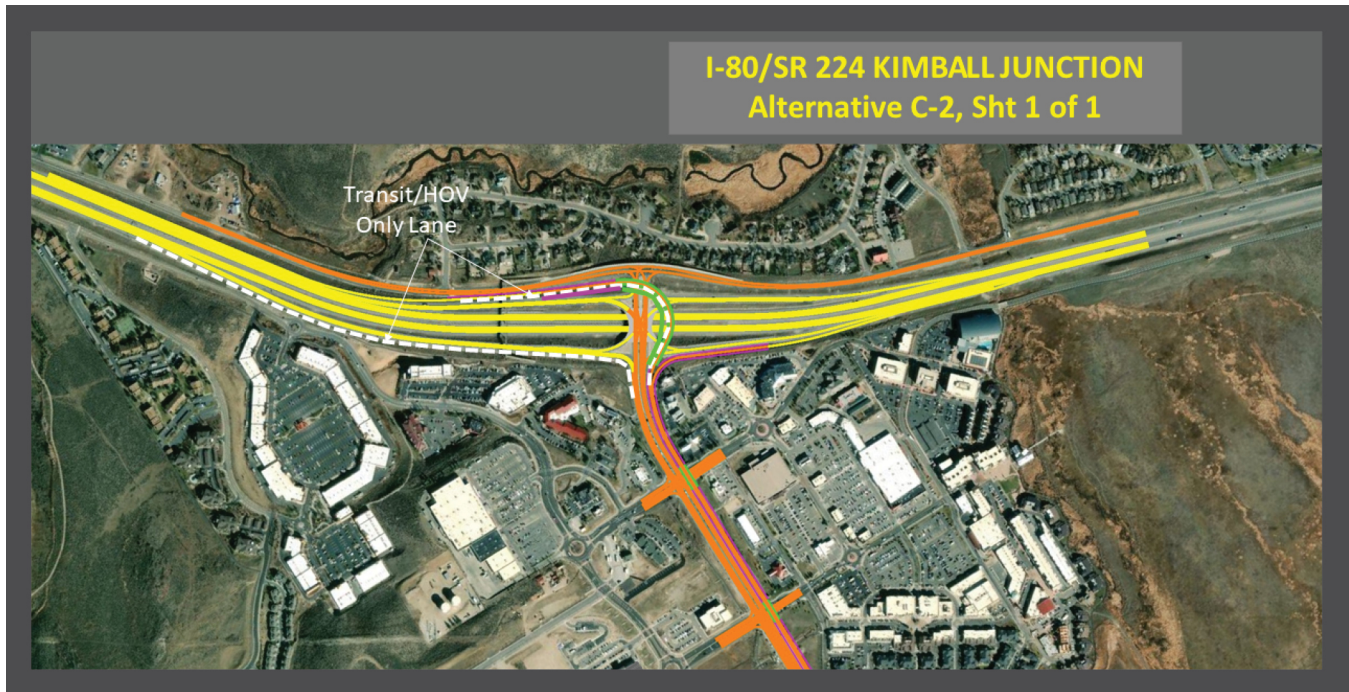 I-80/SR 224 KIMBALL JUNCTION
Alternative C-2, Sht 1 of 1
Transit/HOV
Only Lane